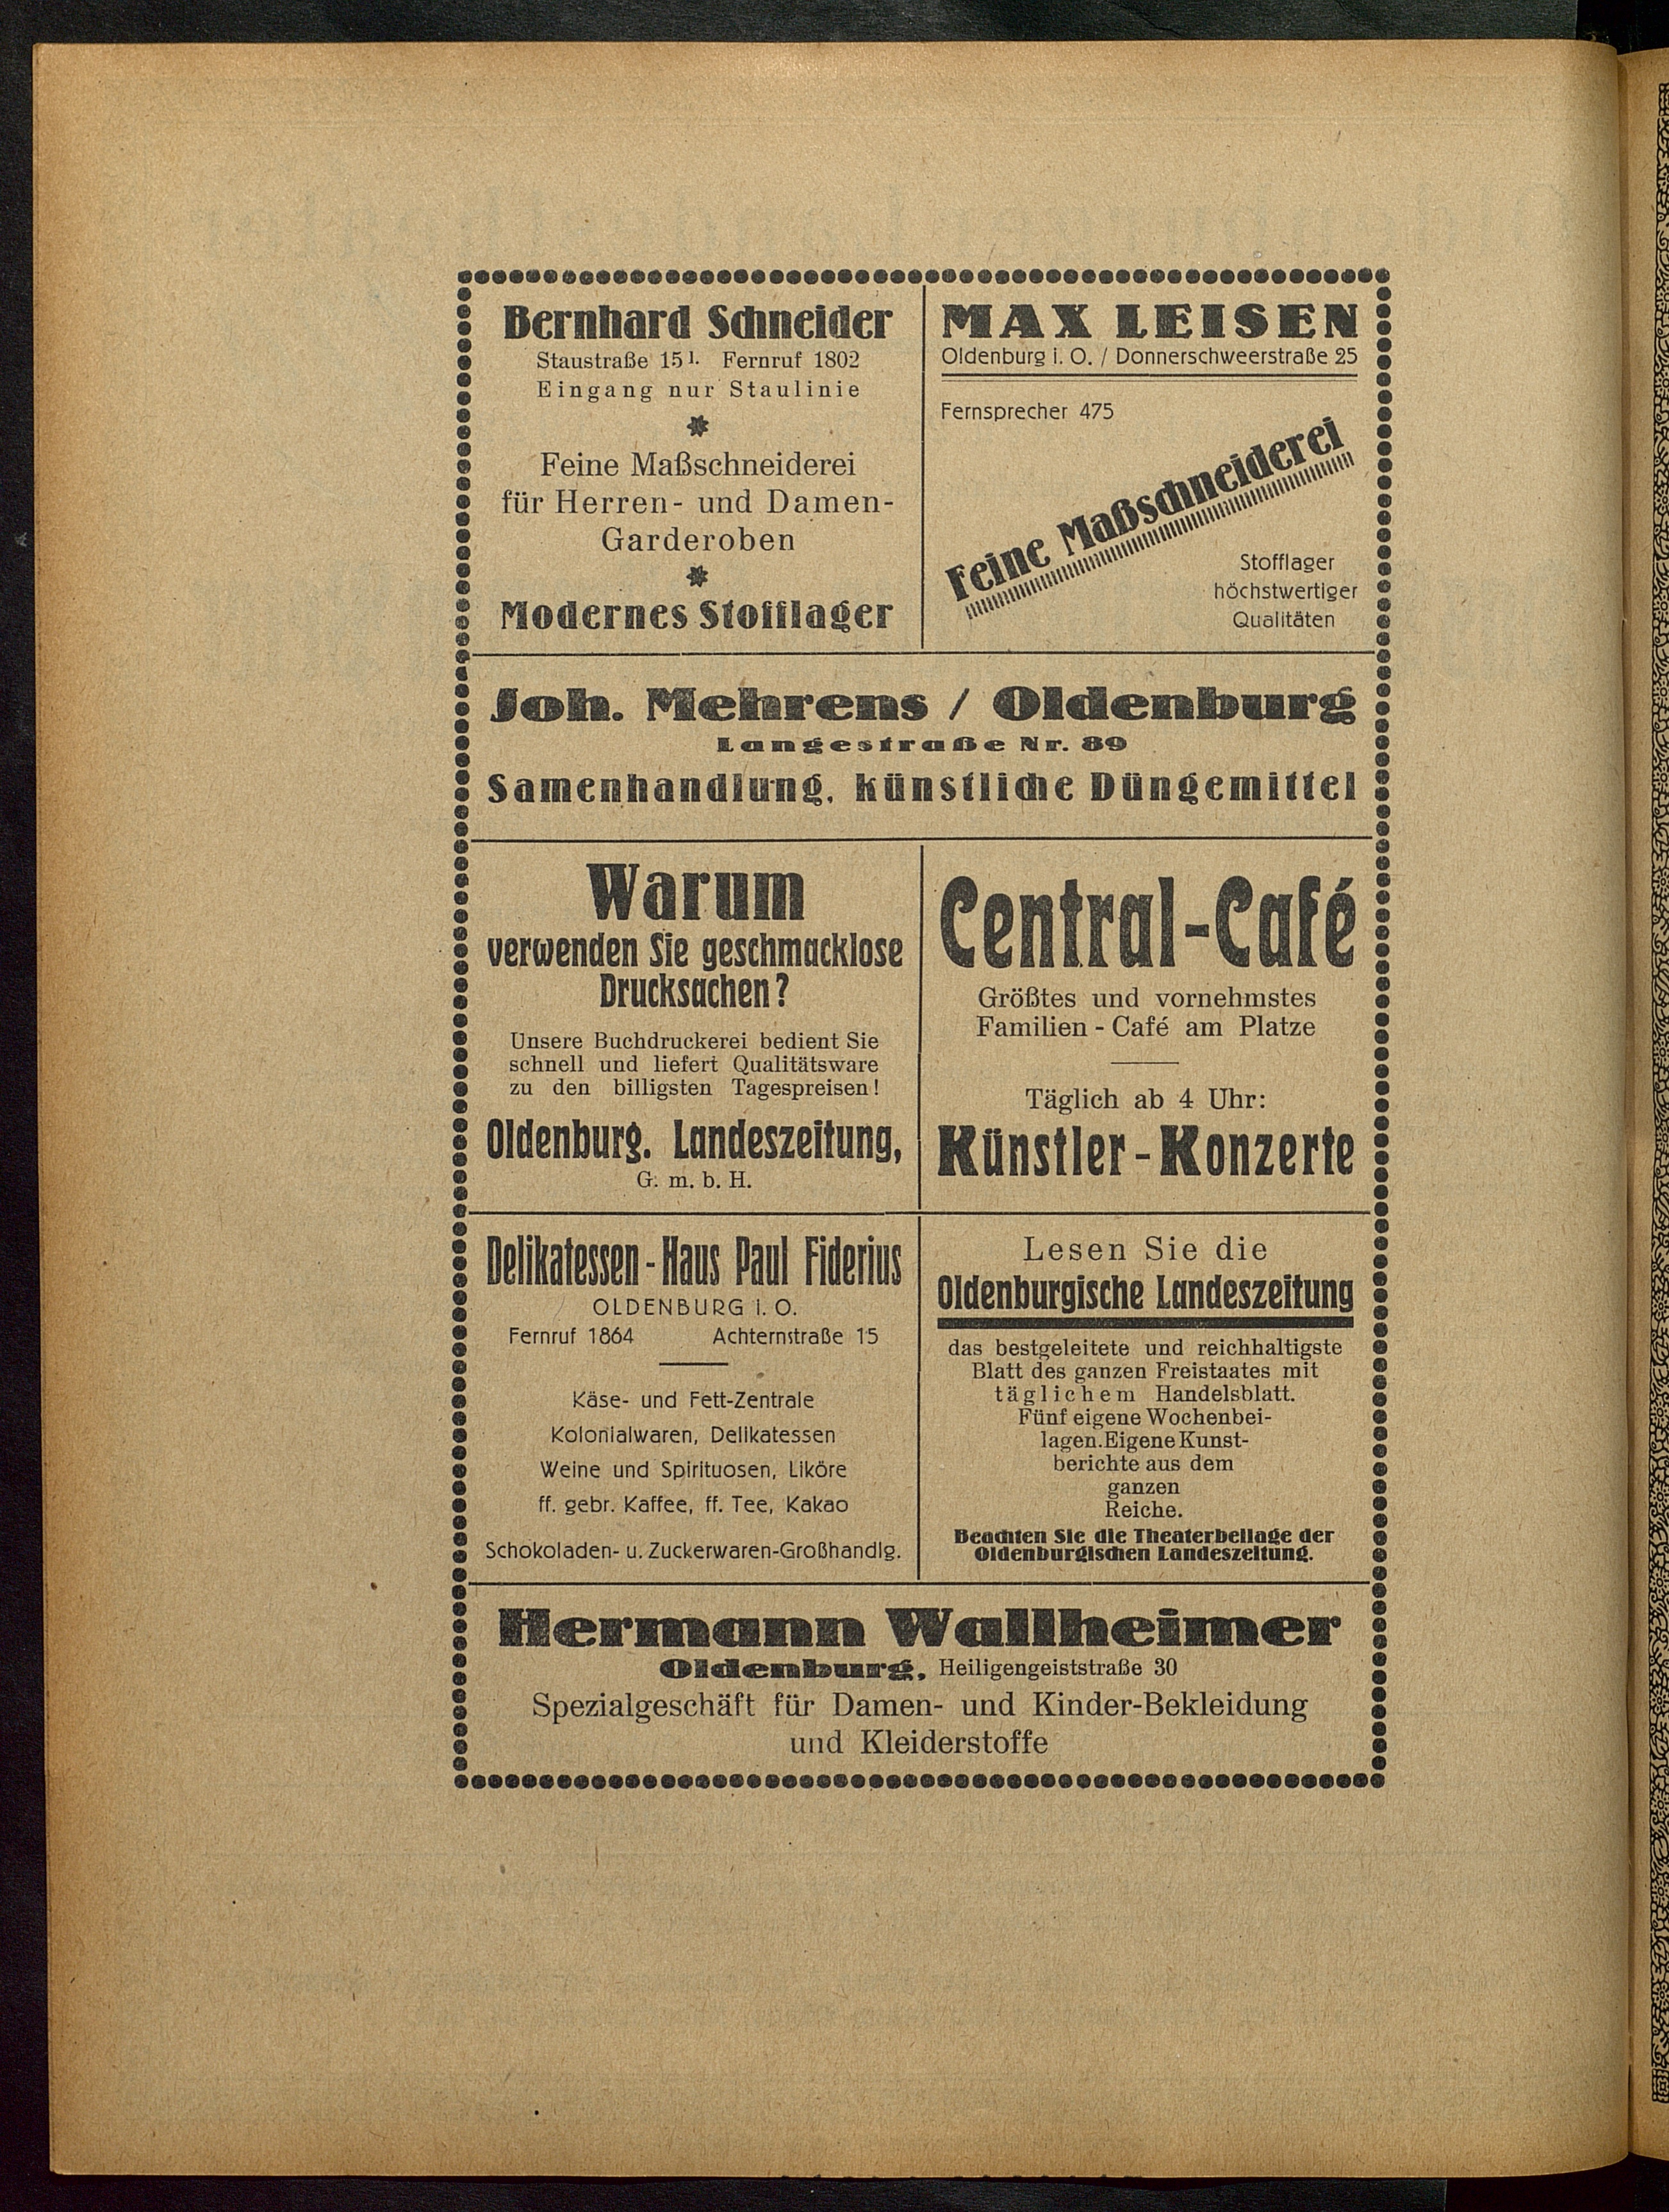 Bernhard Schneider
Staustraße 15 I. Fernruf 1802
Eingang nur Staulinie
Feine Maßschneiderei
für Herren- und Damen-
Garderoben
Modernes Stofflager
MAX LEISEN
Oldenburg i. O. / Donnerschweerstraße 25
Fernsprecher 475
Feine Maßschneiderei
Stofflager
höchstwertiger
Qualitäten
Joh. Mehrens / Oldenburg
Langestraße Nr. 89
Samenhandlung, künstliche Düngemittel
Warum
verwenden Sie geschmacklose
Drucksachen?
Unsere Buchdruckerei bedient Sie
schnell und liefert Qualitätsware
zu den billigsten Tagespreisen!
Oldenburg. Landeszeitung,
G. m. b. H.
Central-Café
Größtes und vornehmstes
Familien-Café am Platze
Täglich ab 4 Uhr:
Künstler-Konzerte
Delikatessen-Haus Paul Fiderius
OLDENBURG i. O.
Fernruf 1864 Achternstraße 15
Käse- und Fett-Zentrale
Kolonialwaren, Delikatessen
Weine und Spirituosen, Liköre
ff. gebr. Kaffee, ff. Tee, Kakao
Schokoladen- u. Zuckerwaren-Großhandlg.
Lesen Sie die
Oldenburgische Landeszeitung
das bestgeleitete und reichhaltigste
Blatt des ganzen Freistaates mit
täglichem Handelsblatt.
Fünf eigene Wochenbei-
lagen. Eigene Kunst-
berichte aus dem
ganzen
Reiche.
Beachten Sie die Theaterbeilage der
Oldenburgischen Landeszeitung.
Hermann Wallheimer
Oldenburg, Heiligengeiststraße 30
Spezialgeschäft für Damen- und Kinder-Bekleidung
und Kleiderstoffe